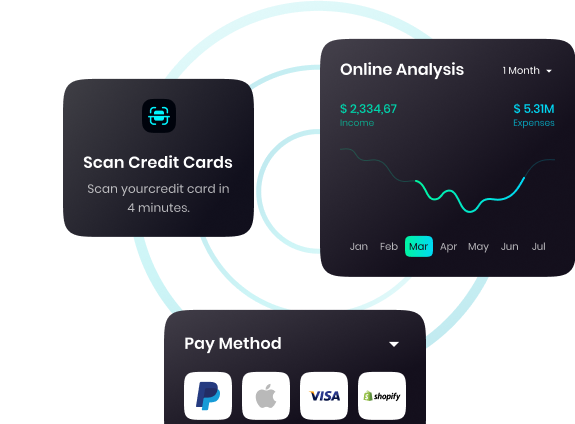 Online Analysis
1 Month
$ 2,334,67
$ 5.31M
Income
Expenses
Scan Credit Cards
Scan yourcredit card in
4 minutes.
Jan Feb Mar Apr May Jun Jul
Pay Method
VISA
shopify